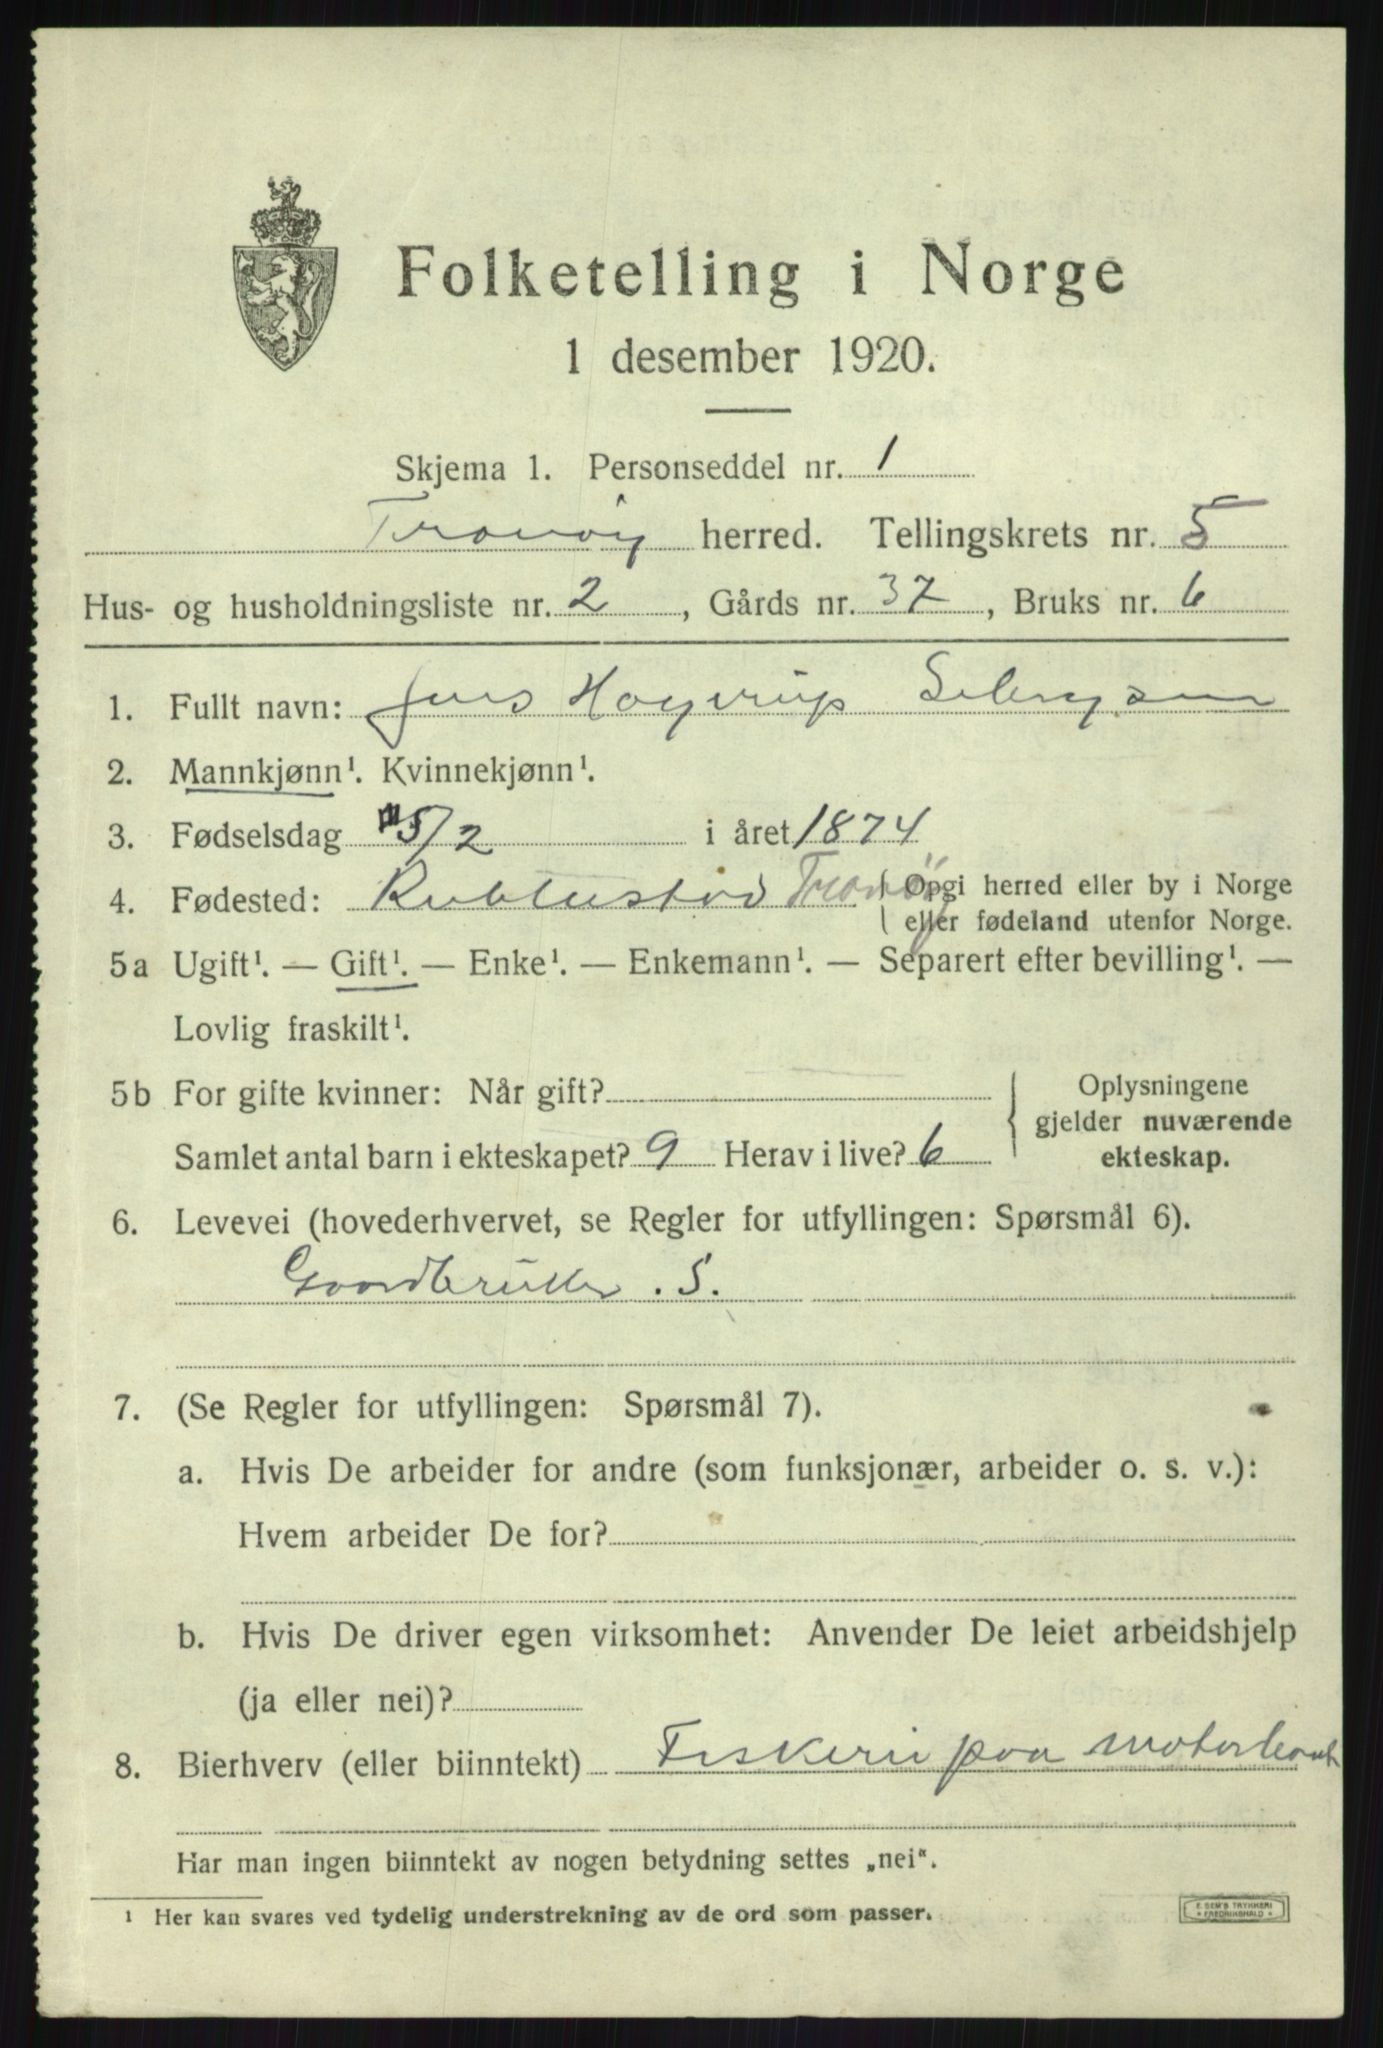 Folketelling i Norge
1 desember 1920.
Skjema 1. Personseddel nr. 1
Tronöy herred. Tellingskrets nr. 5
Hus- og husholdningsliste nr. 2, Gårds nr. 37, Bruks nr. 6
1. Fullt navn: Jens
2. Mannkjønn¹. Kvinnekjønn¹.
3. Fødselsdag 5/2 i året 1874
4. Fødested: Opgi herred eller by i Norge
eller fødeland utenfor Norge.
5a Ugift¹. — Gift¹. — Enke¹. — Enkemann¹. — Separert efter bevilling¹. —
Lovlig fraskilt¹.
5b For gifte kvinner: Når gift? Oplysningene
gjelder nuværende
Samlet antal barn i ekteskapet? 9 Herav i live? 6 ekteskap.
6. Levevei (hovederhvervet, se Regler for utfyllingen: Spørsmål 6).
Gaardbruker . S.
7. (Se Regler for utfyllingen: Spørsmål 7).
a. Hvis De arbeider for andre (som funksjonær, arbeider o. s. v.):
Hvem arbeider De for?
b. Hvis De driver egen virksomhet: Anvender De leiet arbeidshjelp
(ja eller nei)?
8. Bierhverv (eller biinntekt) Fiskeri paa motorbaat
Har man ingen biinntekt av nogen betydning settes „nei".
¹ Her kan svares ved tydelig understrekning av de ord som passer.
E. SEM'S TRYKKERI
FREDRIKSHALD